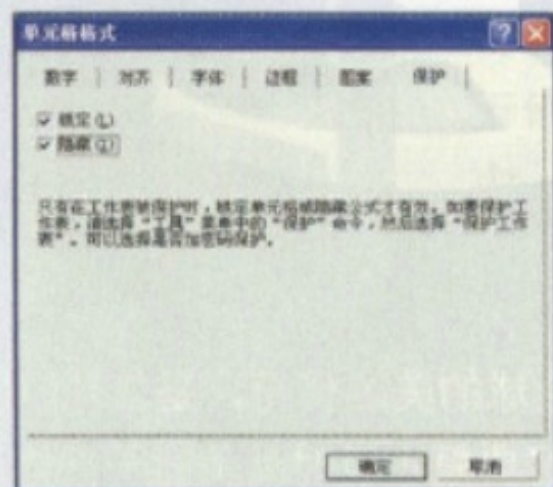 单元格格式
数字 对齐 字体 边框 图案 保护
锁定(L)
隐藏(I)
只有在工作表被保护时，锁定单元格或隐藏公式才有效。如需保护工
作表，请选择“工具”菜单中的“保护”命令，然后选择“保护工作
表”。可以选择是否加密码保护。
确定 取消